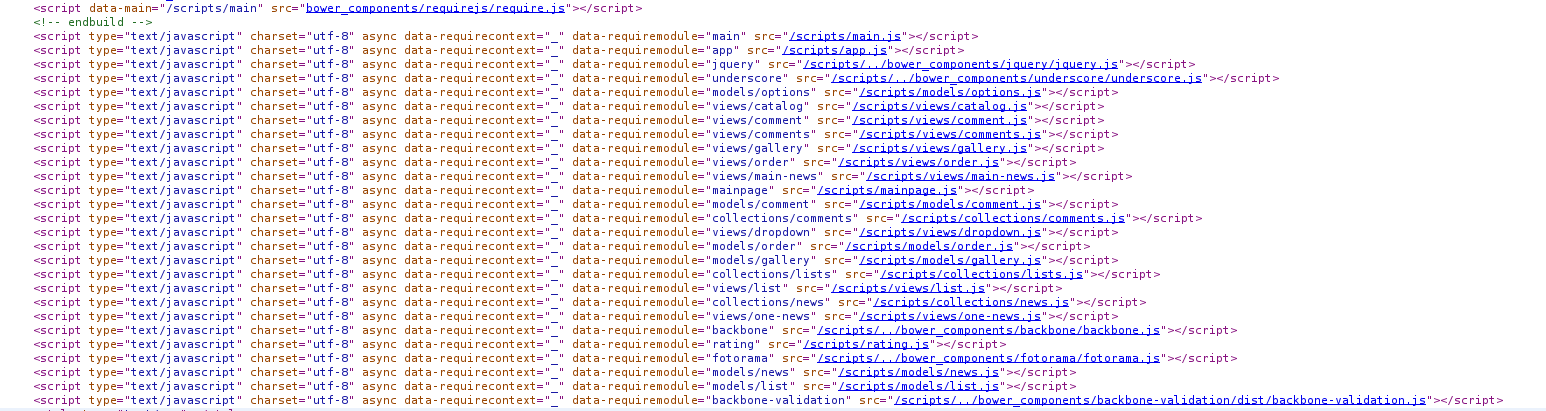 <script data-main="/scripts/main" src="bower_components/requirejs/require.js"></script>
<!-- endbuild -->
<script type="text/javascript" charset="utf-8" async data-requirecontext="_" data-requiremodule="main" src="/scripts/main.js"></script>
<script type="text/javascript" charset="utf-8" async data-requirecontext="_" data-requiremodule="app" src="/scripts/app.js"></script>
<script type="text/javascript" charset="utf-8" async data-requirecontext="_" data-requiremodule="jquery" src="/scripts/../bower_components/jquery/jquery.js"></script>
<script type="text/javascript" charset="utf-8" async data-requirecontext="_" data-requiremodule="underscore" src="/scripts/../bower_components/underscore/underscore.js"></script>
<script type="text/javascript" charset="utf-8" async data-requirecontext="_" data-requiremodule="models/options" src="/scripts/models/options.js"></script>
<script type="text/javascript" charset="utf-8" async data-requirecontext="_" data-requiremodule="views/catalog" src="/scripts/views/catalog.js"></script>
<script type="text/javascript" charset="utf-8" async data-requirecontext="_" data-requiremodule="views/comment" src="/scripts/views/comment.js"></script>
<script type="text/javascript" charset="utf-8" async data-requirecontext="_" data-requiremodule="views/comments" src="/scripts/views/comments.js"></script>
<script type="text/javascript" charset="utf-8" async data-requirecontext="_" data-requiremodule="views/gallery" src="/scripts/views/gallery.js"></script>
<script type="text/javascript" charset="utf-8" async data-requirecontext="_" data-requiremodule="views/order" src="/scripts/views/order.js"></script>
<script type="text/javascript" charset="utf-8" async data-requirecontext="_" data-requiremodule="views/main-news" src="/scripts/views/main-news.js"></script>
<script type="text/javascript" charset="utf-8" async data-requirecontext="_" data-requiremodule="mainpage" src="/scripts/mainpage.js"></script>
<script type="text/javascript" charset="utf-8" async data-requirecontext="_" data-requiremodule="models/comment" src="/scripts/models/comment.js"></script>
<script type="text/javascript" charset="utf-8" async data-requirecontext="_" data-requiremodule="collections/comments" src="/scripts/collections/comments.js"></script>
<script type="text/javascript" charset="utf-8" async data-requirecontext="_" data-requiremodule="views/dropdown" src="/scripts/views/dropdown.js"></script>
<script type="text/javascript" charset="utf-8" async data-requirecontext="_" data-requiremodule="models/order" src="/scripts/models/order.js"></script>
<script type="text/javascript" charset="utf-8" async data-requirecontext="_" data-requiremodule="models/gallery" src="/scripts/models/gallery.js"></script>
<script type="text/javascript" charset="utf-8" async data-requirecontext="_" data-requiremodule="collections/lists" src="/scripts/collections/lists.js"></script>
<script type="text/javascript" charset="utf-8" async data-requirecontext="_" data-requiremodule="views/list" src="/scripts/views/list.js"></script>
<script type="text/javascript" charset="utf-8" async data-requirecontext="_" data-requiremodule="collections/news" src="/scripts/collections/news.js"></script>
<script type="text/javascript" charset="utf-8" async data-requirecontext="_" data-requiremodule="views/one-news" src="/scripts/views/one-news.js"></script>
<script type="text/javascript" charset="utf-8" async data-requirecontext="_" data-requiremodule="backbone" src="/scripts/../bower_components/backbone/backbone.js"></script>
<script type="text/javascript" charset="utf-8" async data-requirecontext="_" data-requiremodule="rating" src="/scripts/rating.js"></script>
<script type="text/javascript" charset="utf-8" async data-requirecontext="_" data-requiremodule="fotorama" src="/scripts/../bower_components/fotorama/fotorama.js"></script>
<script type="text/javascript" charset="utf-8" async data-requirecontext="_" data-requiremodule="models/news" src="/scripts/models/news.js"></script>
<script type="text/javascript" charset="utf-8" async data-requirecontext="_" data-requiremodule="models/list" src="/scripts/models/list.js"></script>
<script type="text/javascript" charset="utf-8" async data-requirecontext="_" data-requiremodule="backbone-validation" src="/scripts/../bower_components/backbone-validation/dist/backbone-validation.js"></script>